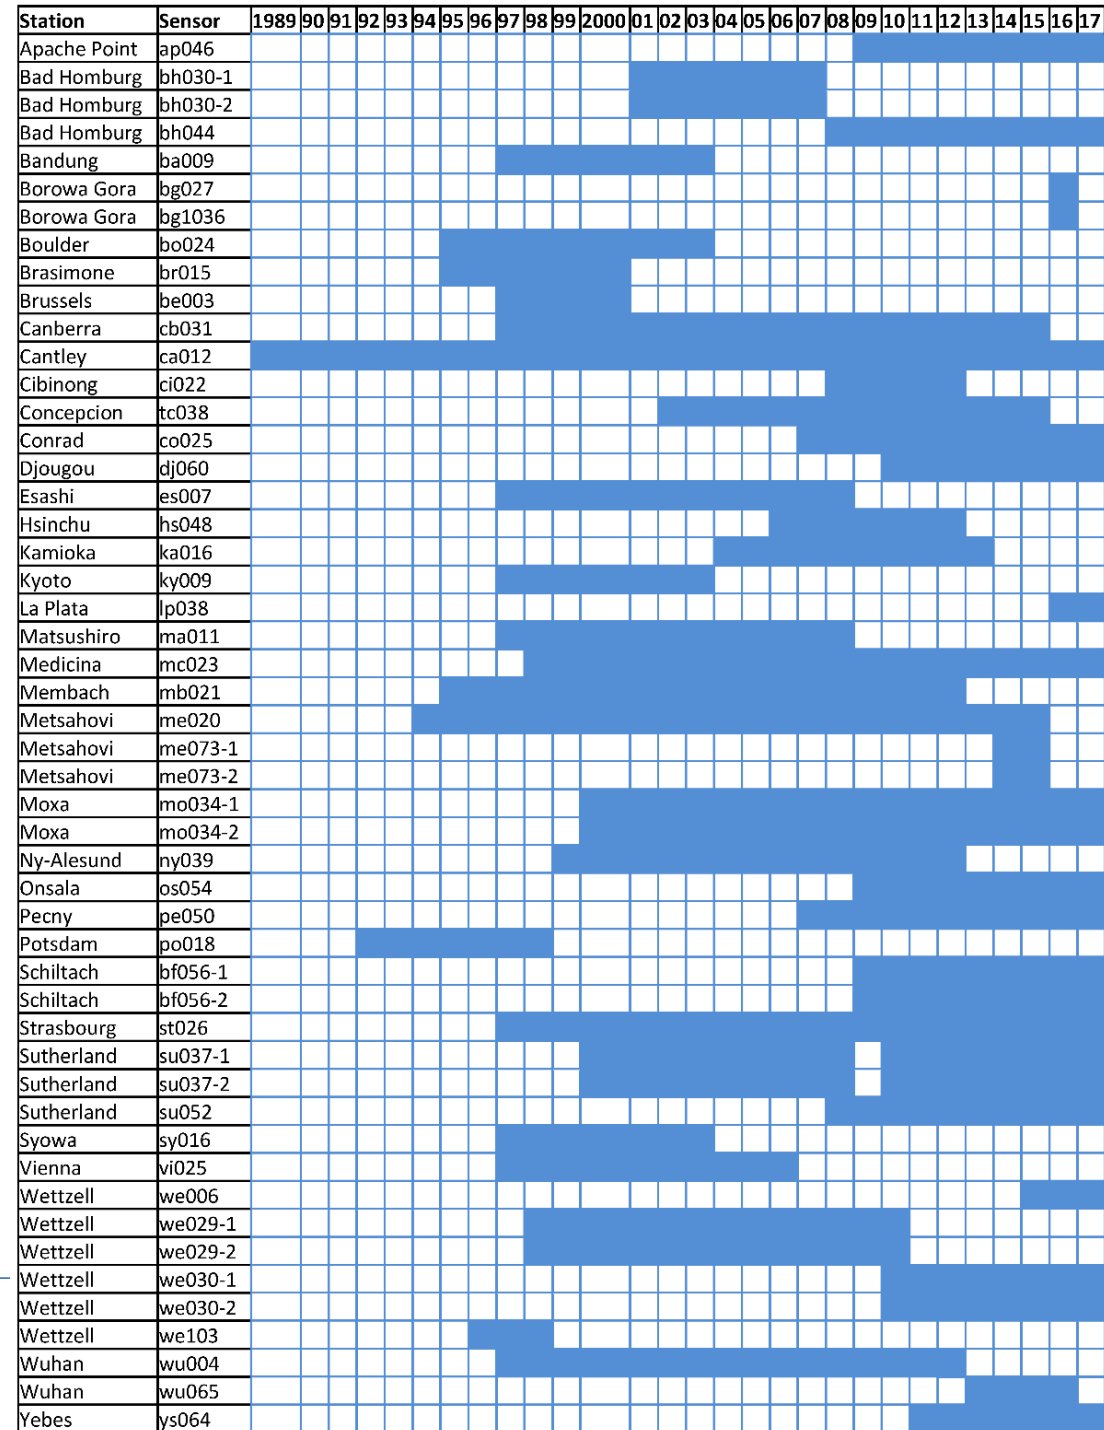 Station Sensor 1989 90 91 92 93 94 95 96 97 98 99 2000 01 02 03 04 05 06 07 08 09 10 11 12 13 14 15 16 17
Apache Point ap046
Bad Homburg bh030-1
Bad Homburg bh030-2
Bad Homburg bh044
Bandung ba009
Borowa Gora bg027
Borowa Gora bg1036
Boulder bo024
Brasimone br015
Brussels be003
Canberra cb031
Cantley ca012
Cibinong ci022
Concepcion tc038
Conrad co025
Djougou dj060
Esashi es007
Hsinchu hs048
Kamioka ka016
Kyoto ky009
La Plata lp038
Matsushiro ma011
Medicina mc023
Membach mb021
Metsahovi me020
Metsahovi me073-1
Metsahovi me073-2
Moxa mo034-1
Moxa mo034-2
Ny-Alesund ny039
Onsala os054
Pecny pe050
Potsdam po018
Schiltach bf056-1
Schiltach bf056-2
Strasbourg st026
Sutherland su037-1
Sutherland su037-2
Sutherland su052
Syowa sy016
Vienna vi025
Wettzell we006
Wettzell we029-1
Wettzell we029-2
Wettzell we030-1
Wettzell we030-2
Wettzell we103
Wuhan wu004
Wuhan wu065
Yebes ys064